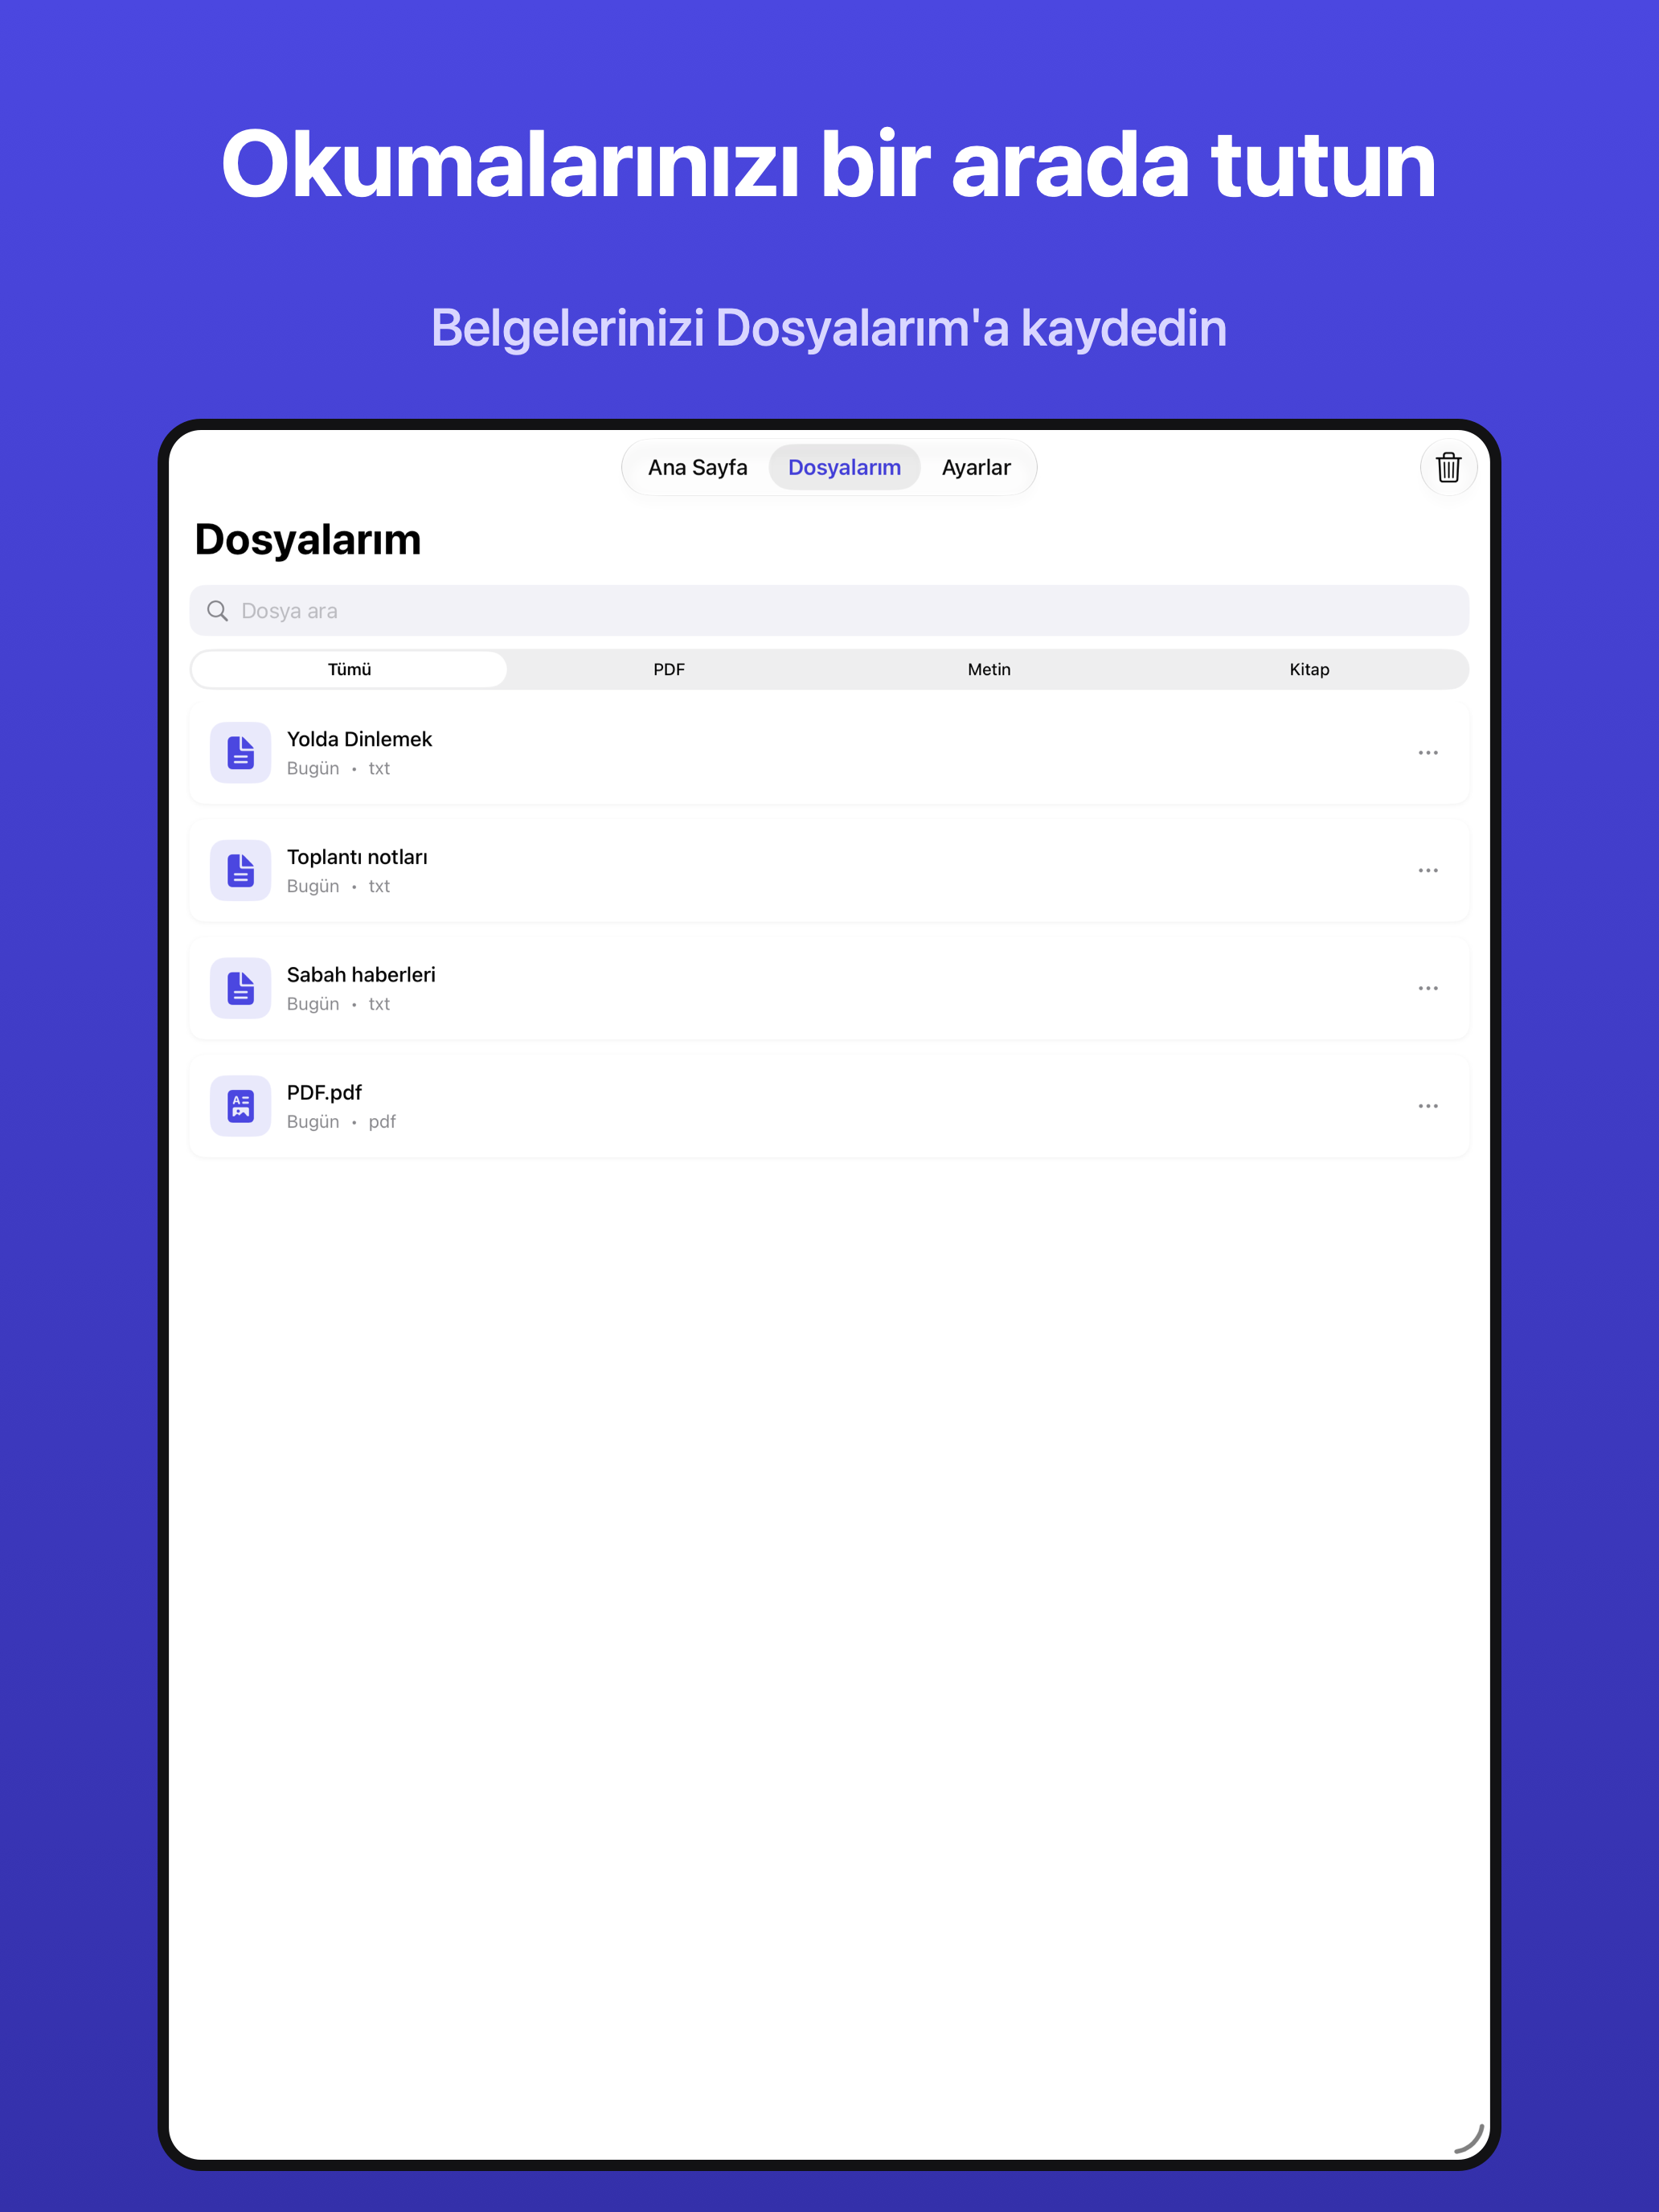 Okumalarınızı bir arada tutun
Belgelerinizi Dosyalarım'a kaydedin
Ana Sayfa Dosyalarım Ayarlar
Dosyalarım
Dosya ara
Tümü PDF Metin Kitap
Yolda Dinlemek
Bugün • txt
Toplantı notları
Bugün • txt
Sabah haberleri
Bugün • txt
PDF.pdf
Bugün • pdf